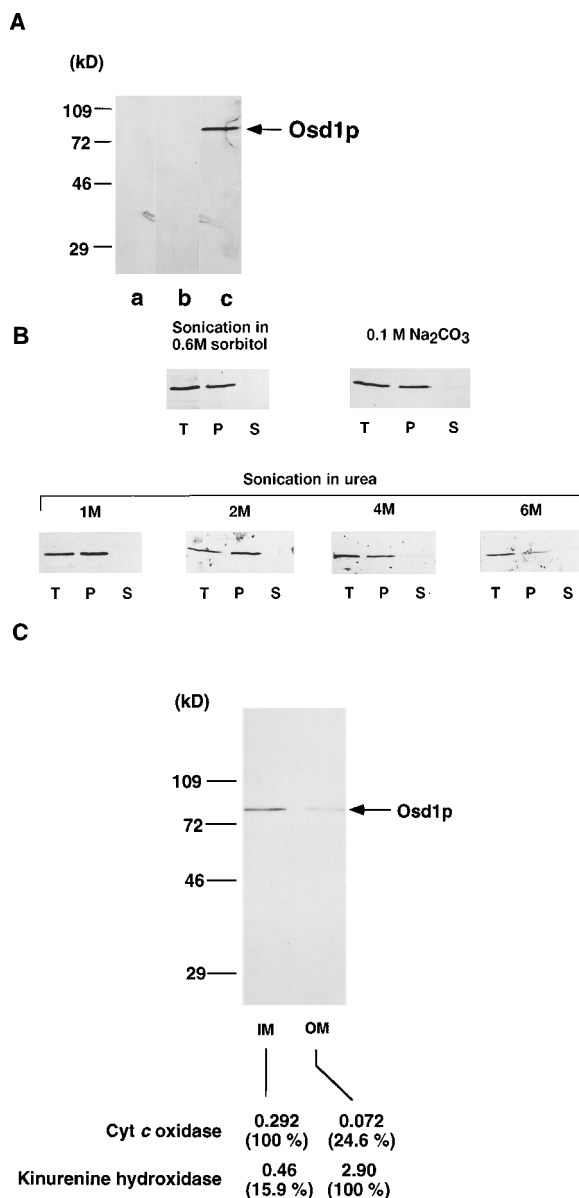 A
(kD)
109
72
46
29
Osd1p
a b c
B
Sonication in
0.6M sorbitol
0.1 M Na2CO3
T P S
T P S
Sonication in urea
1M 2M 4M 6M
T P S
T P S
T P S.
T P S
C
(kD)
109
72
46
29
Osd1p
IM OM
Cyt c oxidase 0.292 0.072
(100 %) (24.6 %)
Kinurenine hydroxidase 0.46 2.90
(15.9 %) (100 %)